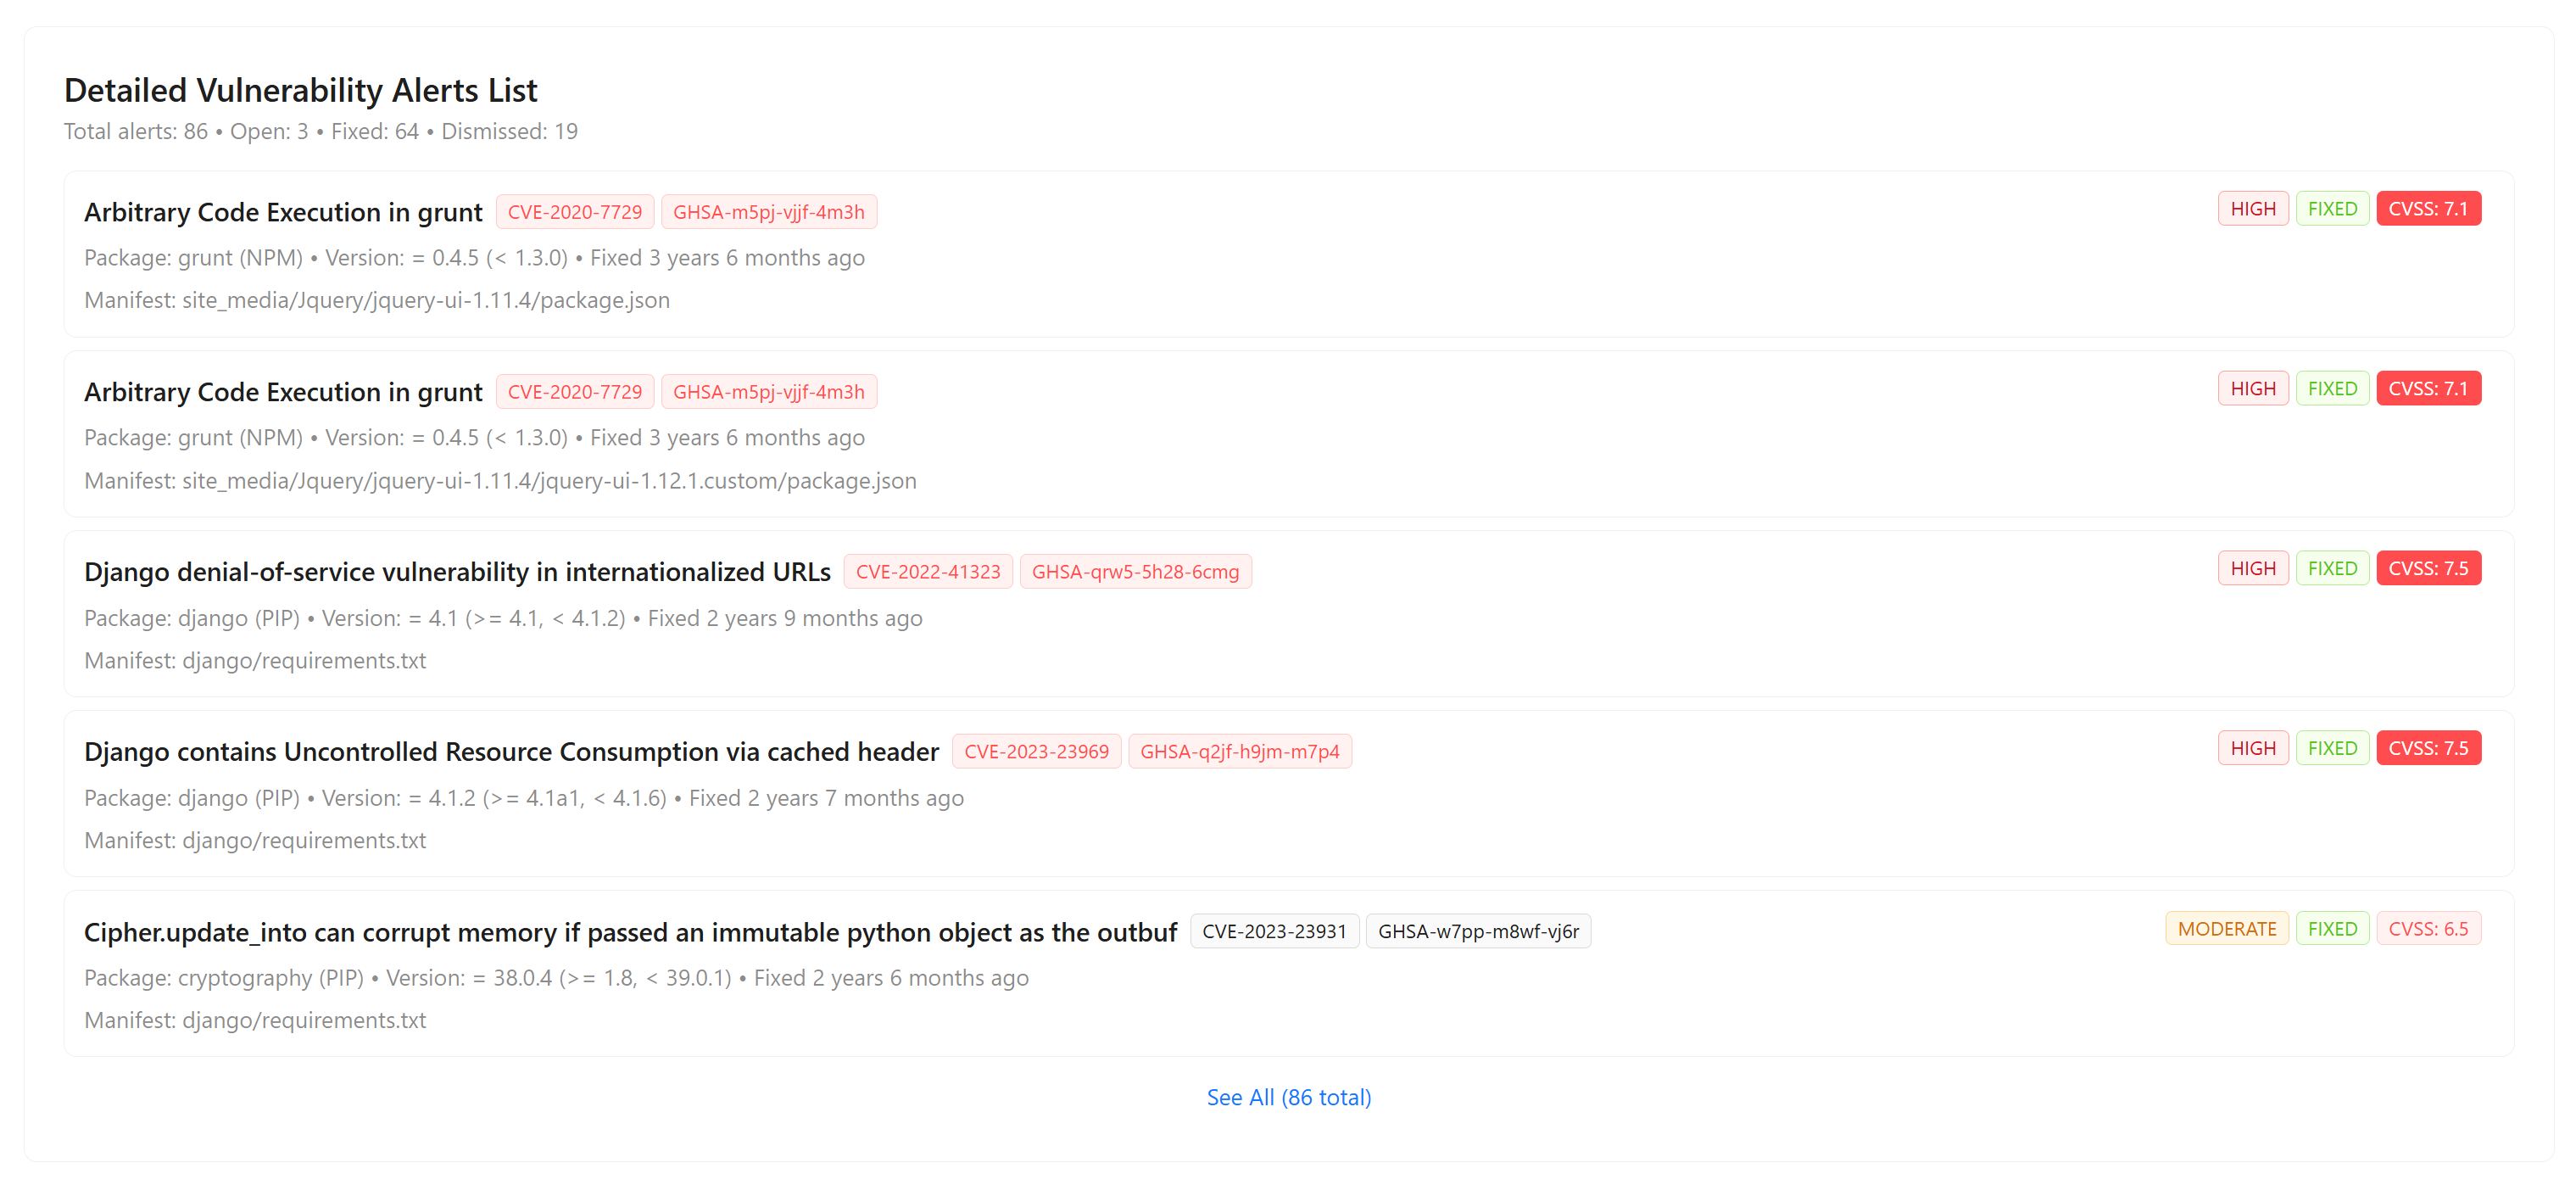 Detailed Vulnerability Alerts List
Total alerts: 86 • Open: 3 • Fixed: 64 • Dismissed: 19
Arbitrary Code Execution in grunt CVE-2020-7729 GHSA-m5pj-vjjf-4m3h HIGH FIXED CVSS: 7.1
Package: grunt (NPM) • Version: = 0.4.5 (< 1.3.0) • Fixed 3 years 6 months ago
Manifest: site_media/Jquery/jquery-ui-1.11.4/package.json
Arbitrary Code Execution in grunt CVE-2020-7729 GHSA-m5pj-vjjf-4m3h HIGH FIXED CVSS: 7.1
Package: grunt (NPM) • Version: = 0.4.5 (< 1.3.0) • Fixed 3 years 6 months ago
Manifest: site_media/Jquery/jquery-ui-1.11.4/jquery-ui-1.12.1.custom/package.json
Django denial-of-service vulnerability in internationalized URLs CVE-2022-41323 GHSA-qrw5-5h28-6cmg HIGH FIXED CVSS: 7.5
Package: django (PIP) • Version: = 4.1 (>= 4.1, < 4.1.2) • Fixed 2 years 9 months ago
Manifest: django/requirements.txt
Django contains Uncontrolled Resource Consumption via cached header CVE-2023-23969 GHSA-q2jf-h9jm-m7p4 HIGH FIXED CVSS: 7.5
Package: django (PIP) • Version: = 4.1.2 (>= 4.1a1, < 4.1.6) • Fixed 2 years 7 months ago
Manifest: django/requirements.txt
Cipher.update_into can corrupt memory if passed an immutable python object as the outbuf CVE-2023-23931 GHSA-w7pp-m8wf-vj6r MODERATE FIXED CVSS: 6.5
Package: cryptography (PIP) • Version: = 38.0.4 (>= 1.8, < 39.0.1) • Fixed 2 years 6 months ago
Manifest: django/requirements.txt
See All (86 total)